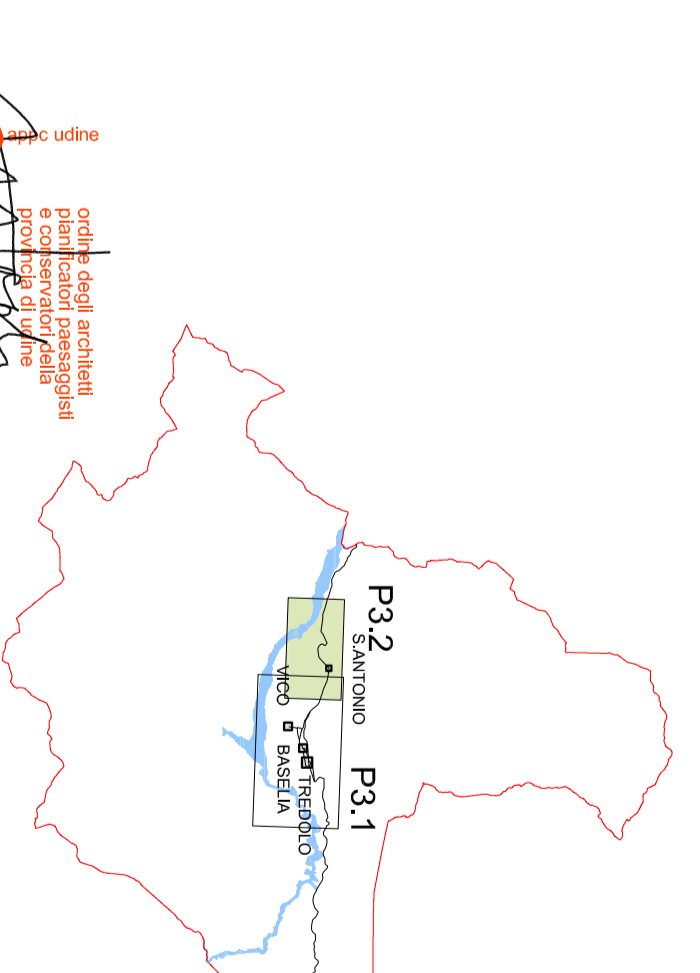 appc udine
ordine degli architetti
pianificatori paesaggisti
e conservatori della
provincia di udine
P3.2
S.ANTONIO
VICO
P3.1
TREDOLO
BASELIA